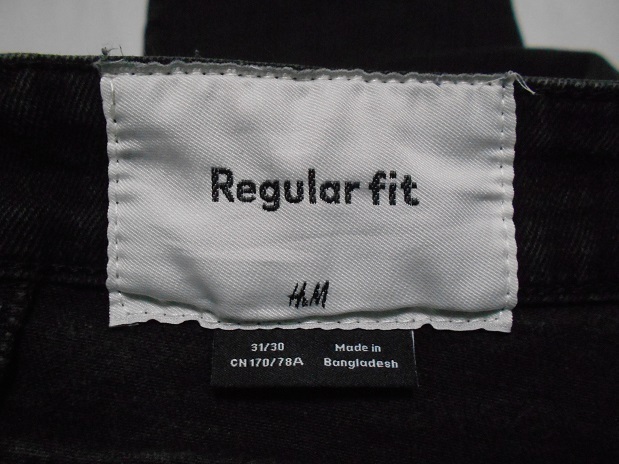 Regular fit
H&M
31/30
CN 170/78A
Made in
Bangladesh